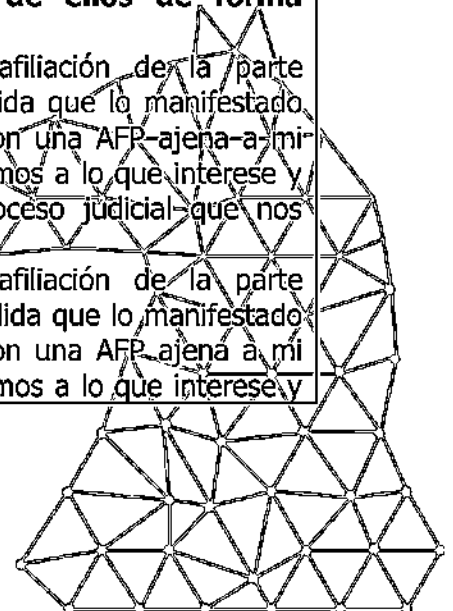 de ellos de forma
afiliación de la parte
ida que lo manifestado
on una AFP ajena a mi
mos a lo que interese y
oceso judicial que nos
afiliación de la parte
lida que lo manifestado
on una AFP ajena a mi
mos a lo que interese y